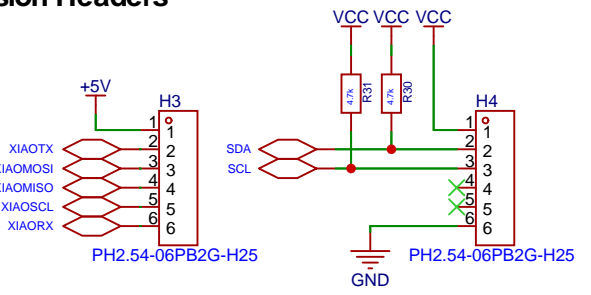 sion Headers
VCC VCC VCC
+5V
H3
1 1
XIAOTX 2 2
XIAOMOSI 3 3
XIAOMISO 4 4
XIAOSCL 5 5
XIAORX 6 6
PH2.54-06PB2G-H25
4.7k R31
4.7k R30
H4
1 1
SDA 2 2
SCL 3 3
4 4
5 5
6 6
PH2.54-06PB2G-H25
GND